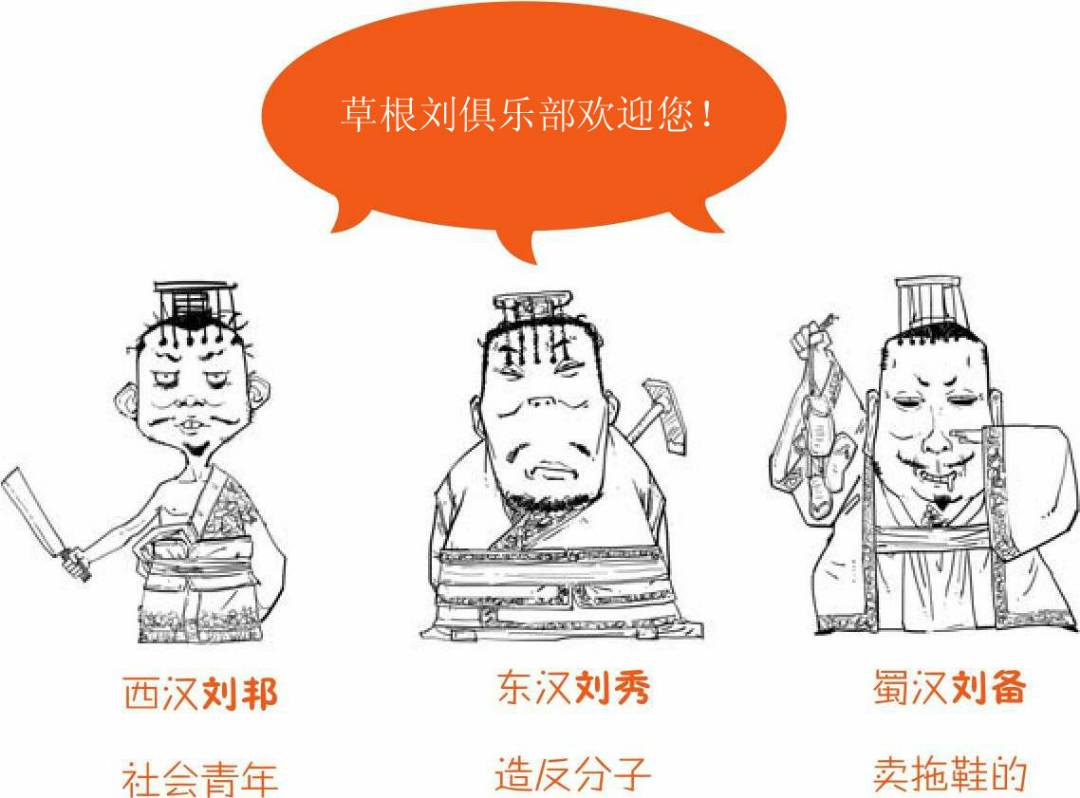 草根刘俱乐部欢迎您！
西汉刘邦
东汉刘秀
蜀汉刘备
社会青年
造反分子
卖拖鞋的